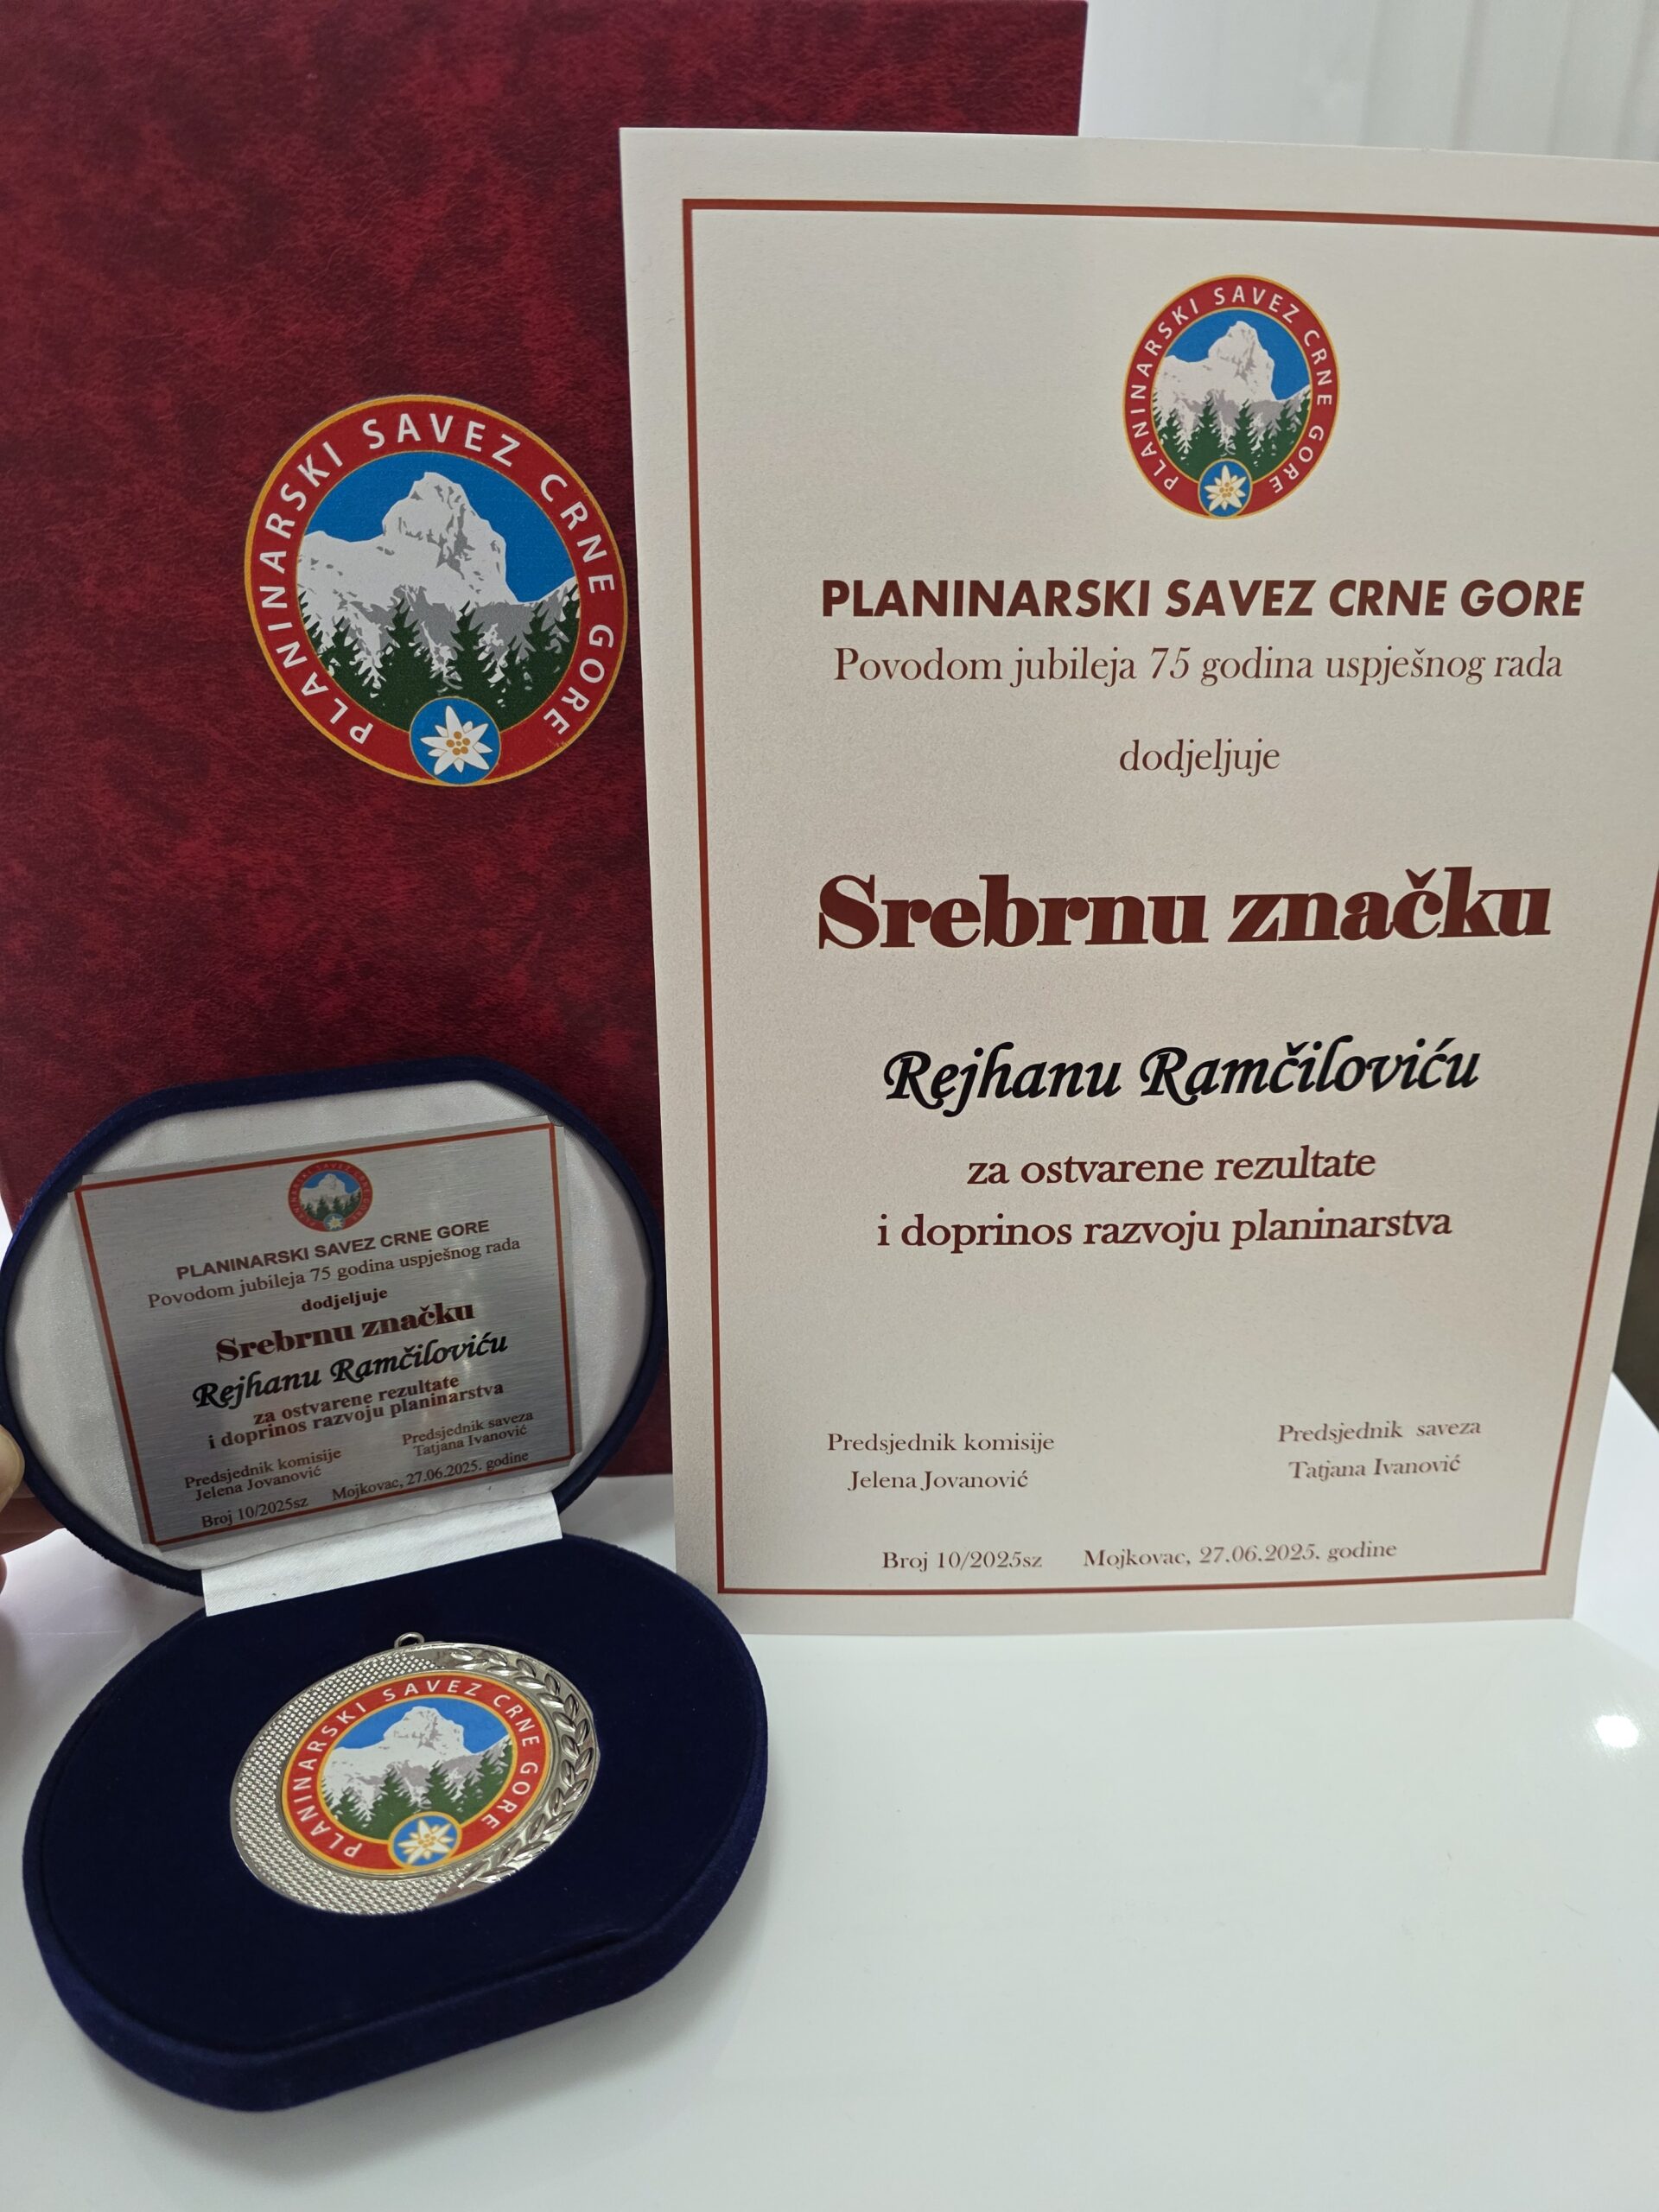 PLANINARSKI SAVEZ CRNE GORE
PLANINARSKI SAVEZ CRNE GORE
PLANINARSKI SAVEZ CRNE GORE
Povodom jubileja 75 godina uspješnog rada
dodjeljuje
Srebrnu značku
Rejhanu Ramčiloviću
za ostvarene rezultate
i doprinos razvoju planinarstva
Predsjednik komisije
Jelena Jovanović
Predsjednik saveza
Tatjana Ivanović
Broj 10/2025sz Mojkovac, 27.06.2025. godine
PLANINARSKI SAVEZ CRNE GORE
PLANINARSKI SAVEZ CRNE GORE
Povodom jubileja 75 godina uspješnog rada
dodjeljuje
Srebrnu značku
Rejhanu Ramčiloviću
za ostvarene rezultate
i doprinos razvoju planinarstva
Predsjednik komisije
Jelena Jovanović
Predsjednik saveza
Tatjana Ivanović
Broj 10/2025sz Mojkovac, 27.06.2025. godine
PLANINARSKI SAVEZ CRNE GORE